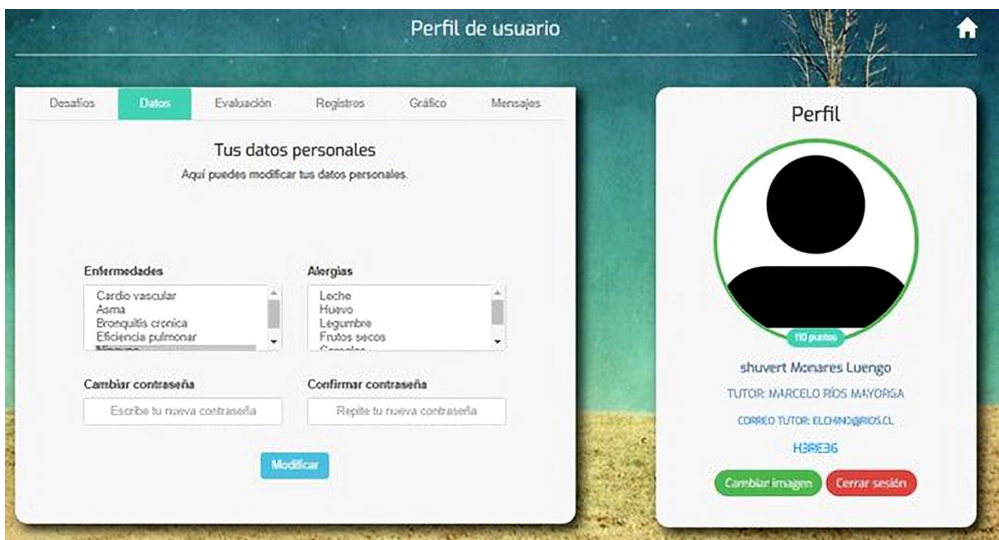 Perfil de usuario
Desafíos Datos Evaluación Registros Gráfico Mensajes
Tus datos personales
Aquí puedes modificar tus datos personales.
Enfermedades
Cardio vascular
Asma
Bronquitis cronica
Eficiencia pulmonar
Alergias
Leche
Huevo
Legumbre
Frutos secos
Cambiar contraseña
Escribe tu nueva contraseña
Confirmar contraseña
Repite tu nueva contraseña
Modificar
Perfil
110 puntos
shuvert Monares Luengo
TUTOR: MARCELO RÍOS MAYORGA
CORREO TUTOR: ELCHINO@RIOS.CL
H3RE36
Cambiar imagen Cerrar sesión